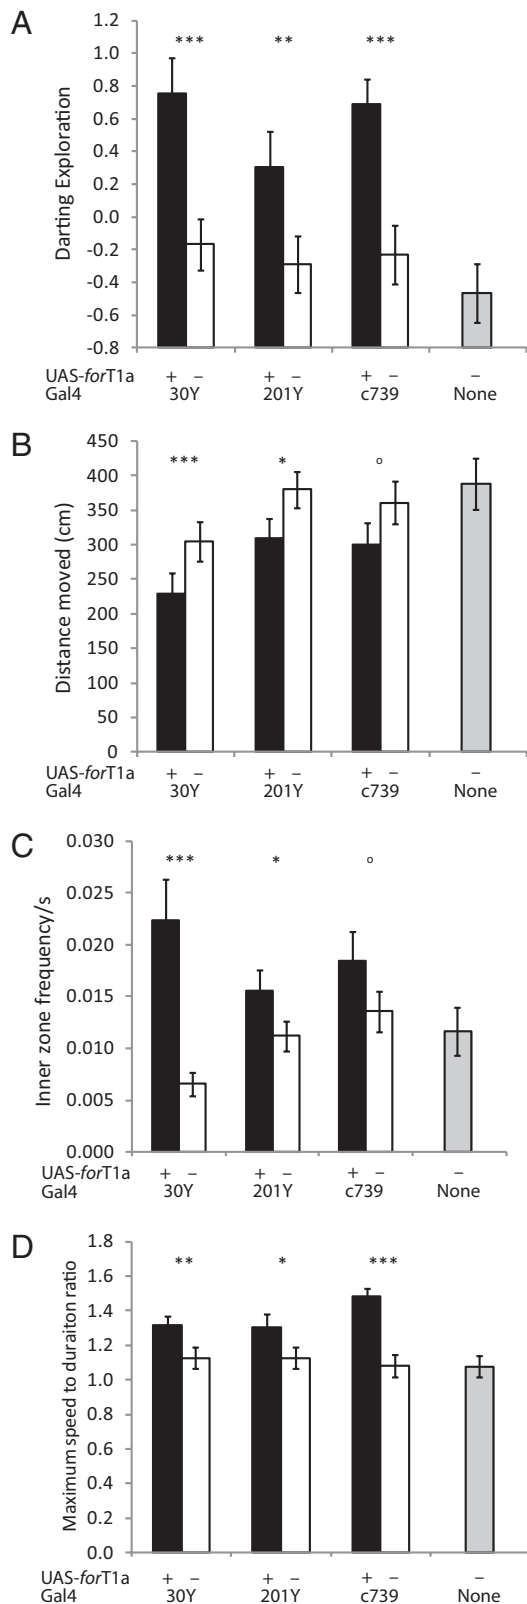 A
Darting Exploration
1.2
1.0
0.8
0.6
0.4
0.2
0.0
-0.2
-0.4
-0.6
-0.8
*** ** ***
UAS-forT1a + – + – + – –
Gal4 30Y 201Y c739 None
B
Distance moved (cm)
450
400
350
300
250
200
150
100
50
0
*** * o
UAS-forT1a + – + – + – –
Gal4 30Y 201Y c739 None
C
Inner zone frequency/s
0.030
0.025
0.020
0.015
0.010
0.005
0.000
*** * o
UAS-forT1a + – + – + – –
Gal4 30Y 201Y c739 None
D
Maximum speed to duraiton ratio
1.8
1.6
1.4
1.2
1.0
0.8
0.6
0.4
0.2
0.0
** * ***
UAS-forT1a + – + – + – –
Gal4 30Y 201Y c739 None